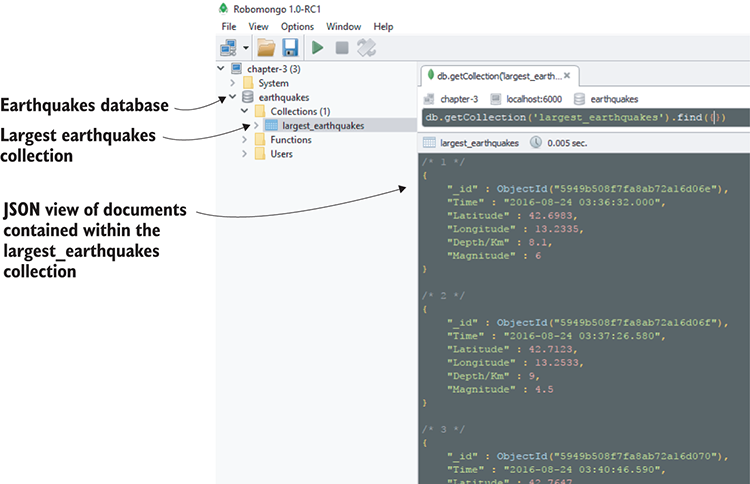 Robomongo 1.0-RC1
File View Options Window Help
chapter-3 (3)
System
earthquakes
Collections (1)
largest_earthquakes
Functions
Users
Earthquakes database
Largest earthquakes
collection
JSON view of documents
contained within the
largest_earthquakes
collection
db.getCollection('largest_earth...
chapter-3 localhost:6000 earthquakes
db.getCollection('largest_earthquakes').find({})
largest_earthquakes 0.005 sec.
/* 1 */
{
"_id" : ObjectId("5949b508f7fa8ab72a16d06e"),
"Time" : "2016-08-24 03:36:32.000",
"Latitude" : 42.6983,
"Longitude" : 13.2335,
"Depth/Km" : 8.1,
"Magnitude" : 6
}
/* 2 */
{
"_id" : ObjectId("5949b508f7fa8ab72a16d06f"),
"Time" : "2016-08-24 03:37:26.580",
"Latitude" : 42.7123,
"Longitude" : 13.2533,
"Depth/Km" : 9,
"Magnitude" : 4.5
}
/* 3 */
{
"_id" : ObjectId("5949b508f7fa8ab72a16d070"),
"Time" : "2016-08-24 03:40:46.590",
"Latitude" : 42.7647,